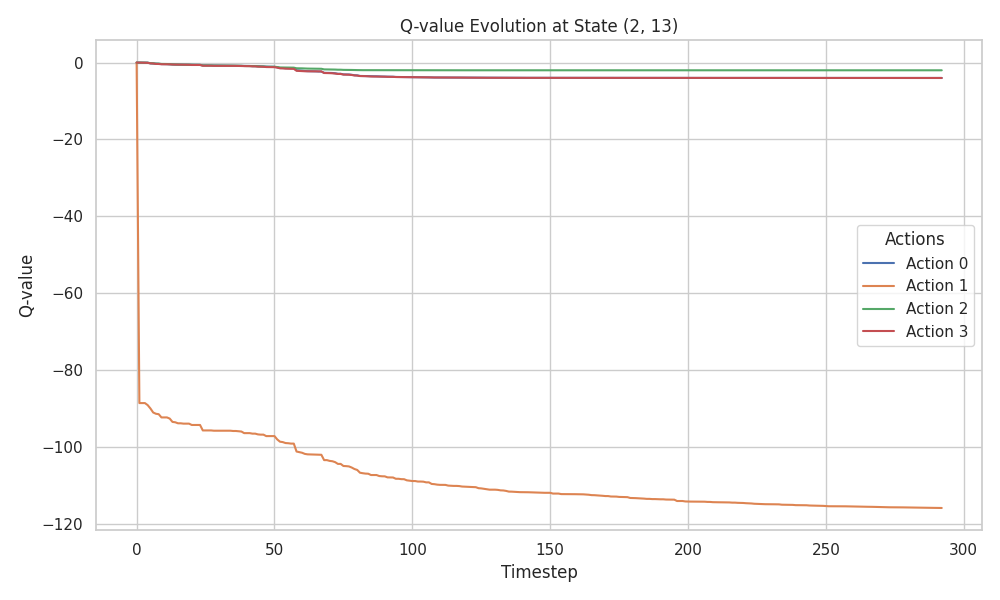 Q-value Evolution at State (2, 13)
0
−20
−40
−60
−80
−100
−120
Q-value
Actions
Action 0
Action 1
Action 2
Action 3
0
50
100
150
200
250
300
Timestep